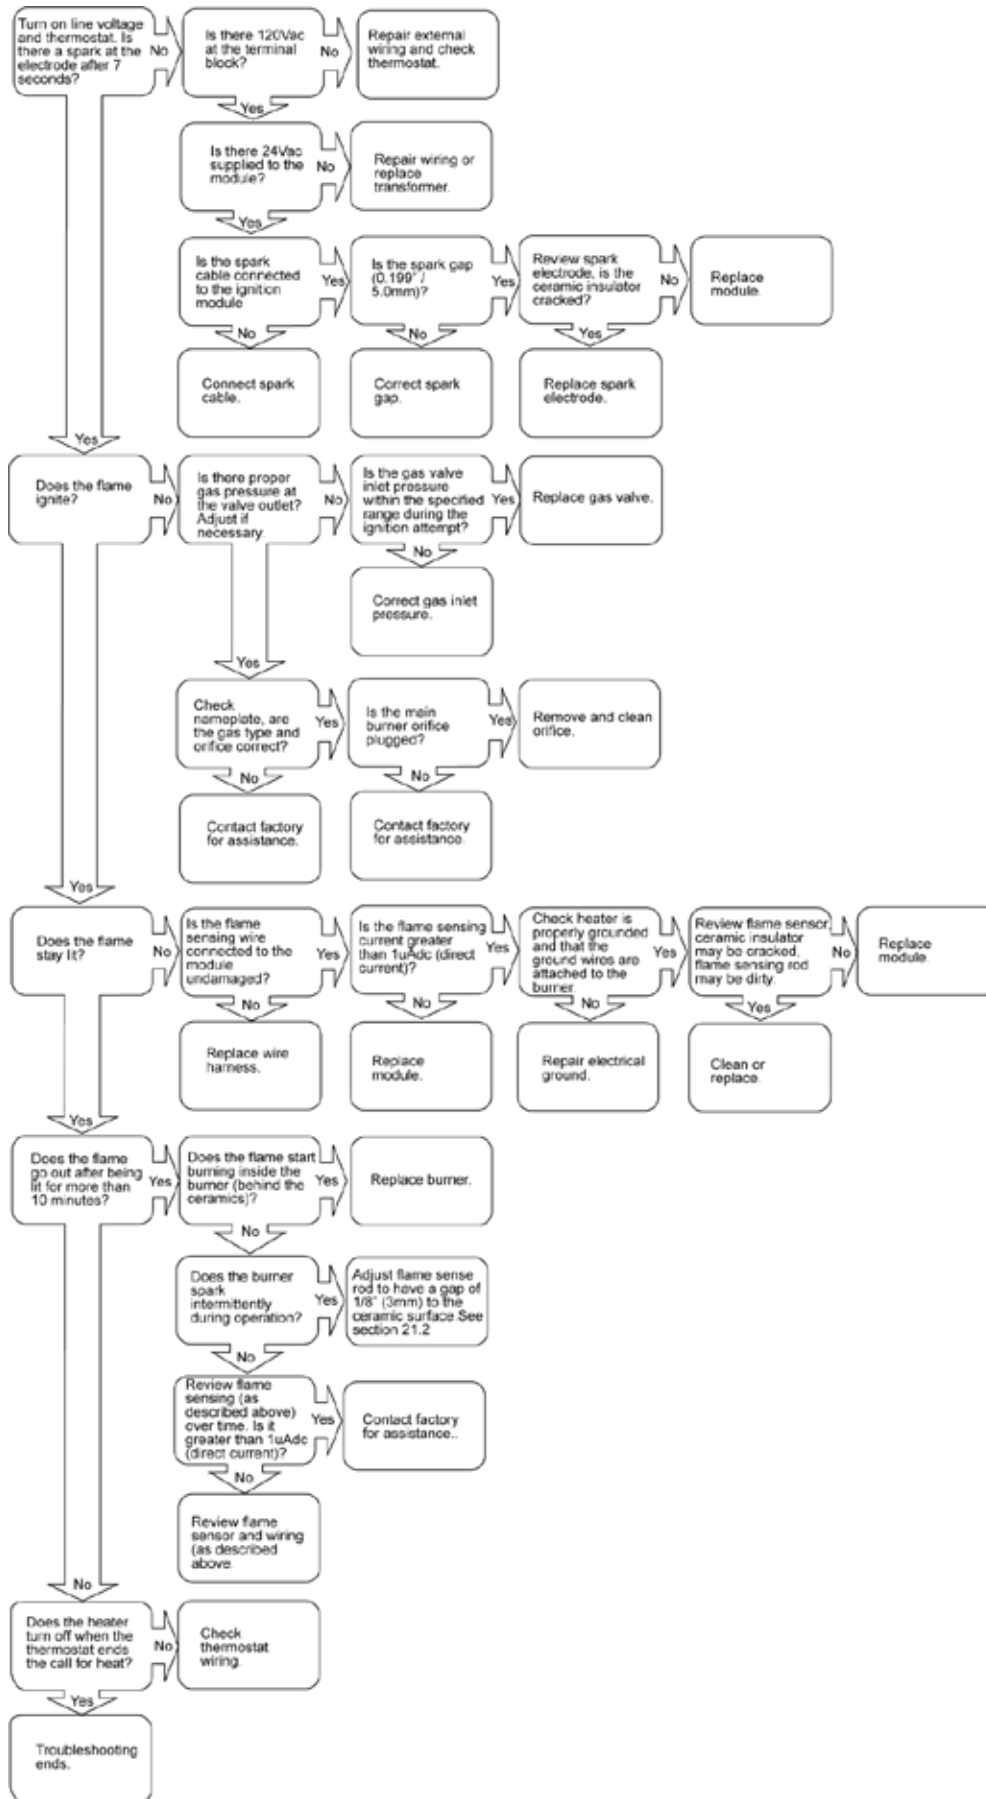 Turn on line voltage
and thermostat. Is
there a spark at the
electrode after 7
seconds?
No
Is there 120Vac
at the terminal
block?
No
Repair external
wiring and check
thermostat.
Yes
Is there 24Vac
supplied to the
module?
No
Repair wiring or
replace
transformer.
Yes
Is the spark
cable connected
to the ignition
module
Yes
Is the spark gap
(0.199" /
5.0mm)?
Yes
Review spark
electrode, is the
ceramic insulator
cracked?
No
Replace
module.
No
No
Yes
Connect spark
cable.
Correct spark
gap.
Replace spark
electrode.
Yes
Does the flame
ignite?
No
Is there proper
gas pressure at
the valve outlet?
Adjust if
necessary.
No
Is the gas valve
inlet pressure
within the specified
range during the
ignition attempt?
Yes
Replace gas valve.
No
Correct gas inlet
pressure.
Yes
Check
nameplate, are
the gas type and
orifice correct?
Yes
Is the main
burner orifice
plugged?
Yes
Remove and clean
orifice.
No
No
Contact factory
for assistance.
Contact factory
for assistance.
Yes
Does the flame
stay lit?
No
Is the flame
sensing wire
connected to the
module
undamaged?
Yes
Is the flame sensing
current greater
than 1uAdc (direct
current)?
Yes
Check heater is
properly grounded
and that the
ground wires are
attached to the
burner.
Yes
Review flame sensor,
ceramic insulator
may be cracked,
flame sensing rod
may be dirty.
No
Replace
module.
No
No
No
Yes
Replace wire
harness.
Replace
module.
Repair electrical
ground.
Clean or
replace.
Yes
Does the flame
go out after being
lit for more than
10 minutes?
Yes
Does the flame start
burning inside the
burner (behind the
ceramics)?
Yes
Replace burner.
No
Does the burner
spark
intermittently
during operation?
Yes
Adjust flame sense
rod to have a gap of
1/8" (3mm) to the
ceramic surface.See
section 21.2
No
Review flame
sensing (as
described above)
over time. Is it
greater than 1uAdc
(direct current)?
Yes
Contact factory
for assistance..
No
Review flame
sensor and wiring
(as described
above.
No
Does the heater
turn off when the
thermostat ends
the call for heat?
No
Check
thermostat
wiring.
Yes
Troubleshooting
ends.